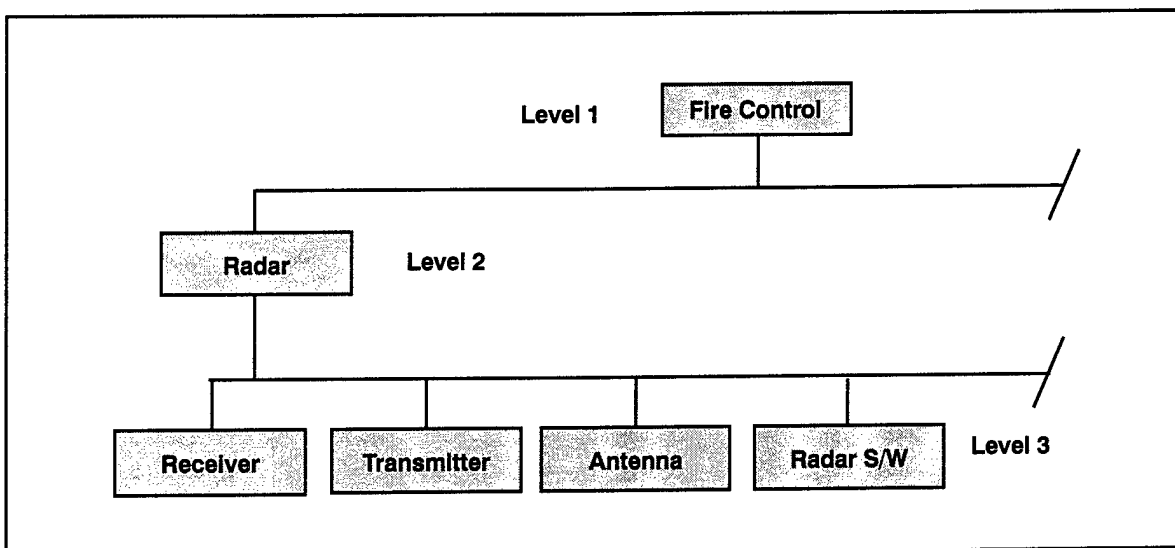 Level 1
Fire Control
Radar
Level 2
Receiver
Transmitter
Antenna
Radar S/W
Level 3